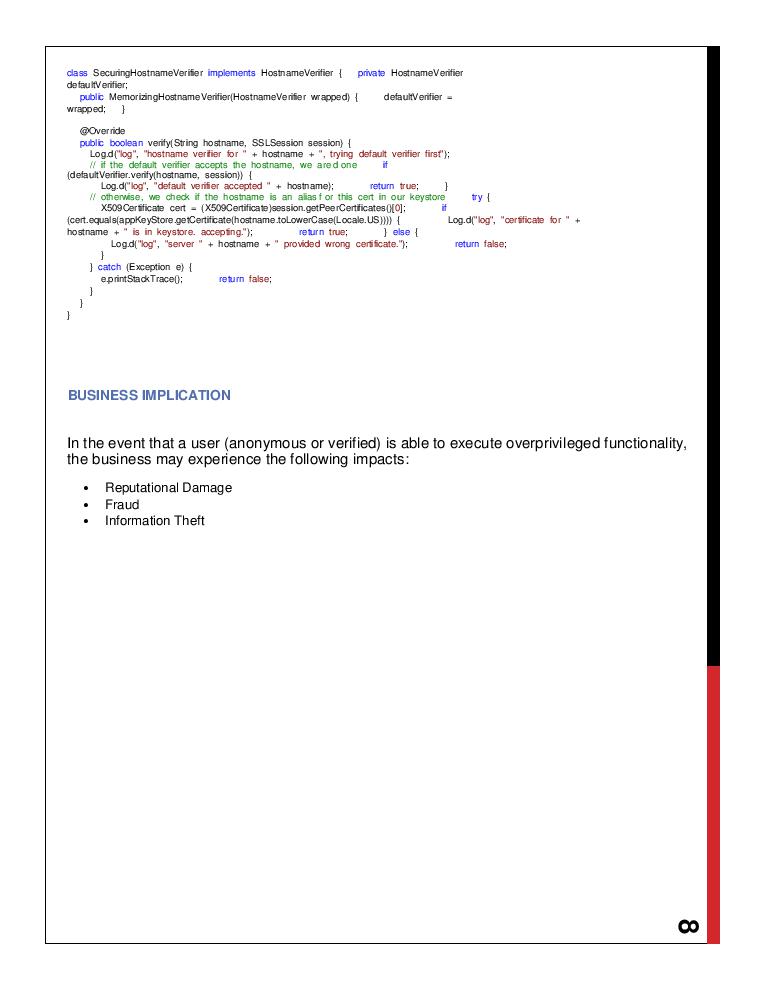 class SecuringHostnameVerifier implements HostnameVerifier {   private HostnameVerifier
defaultVerifier;
public MemorizingHostnameVerifier(HostnameVerifier wrapped) {     defaultVerifier =
wrapped;   }
@Override
public boolean verify(String hostname, SSLSession session) {
Log.d("log", "hostname verifier for " + hostname + ", trying default verifier first");
// if the default verifier accepts the hostname, we are d one     if
(defaultVerifier.verify(hostname, session)) {
Log.d("log", "default verifier accepted " + hostname);       return true;     }
// otherwise, we check if the hostname is an alias f or this cert in our keystore     try {
X509Certificate cert = (X509Certificate)session.getPeerCertificates()[0];       if
(cert.equals(appKeyStore.getCertificate(hostname.toLowerCase(Locale.US)))) {         Log.d("log", "certificate for " +
hostname + " is in keystore. accepting.");         return true;       } else {
Log.d("log", "server " + hostname + " provided wrong certificate.");         return false;
}
} catch (Exception e) {
e.printStackTrace();       return false;
}
}
}
BUSINESS IMPLICATION
In the event that a user (anonymous or verified) is able to execute overprivileged functionality,
the business may experience the following impacts:
• Reputational Damage
• Fraud
• Information Theft
8